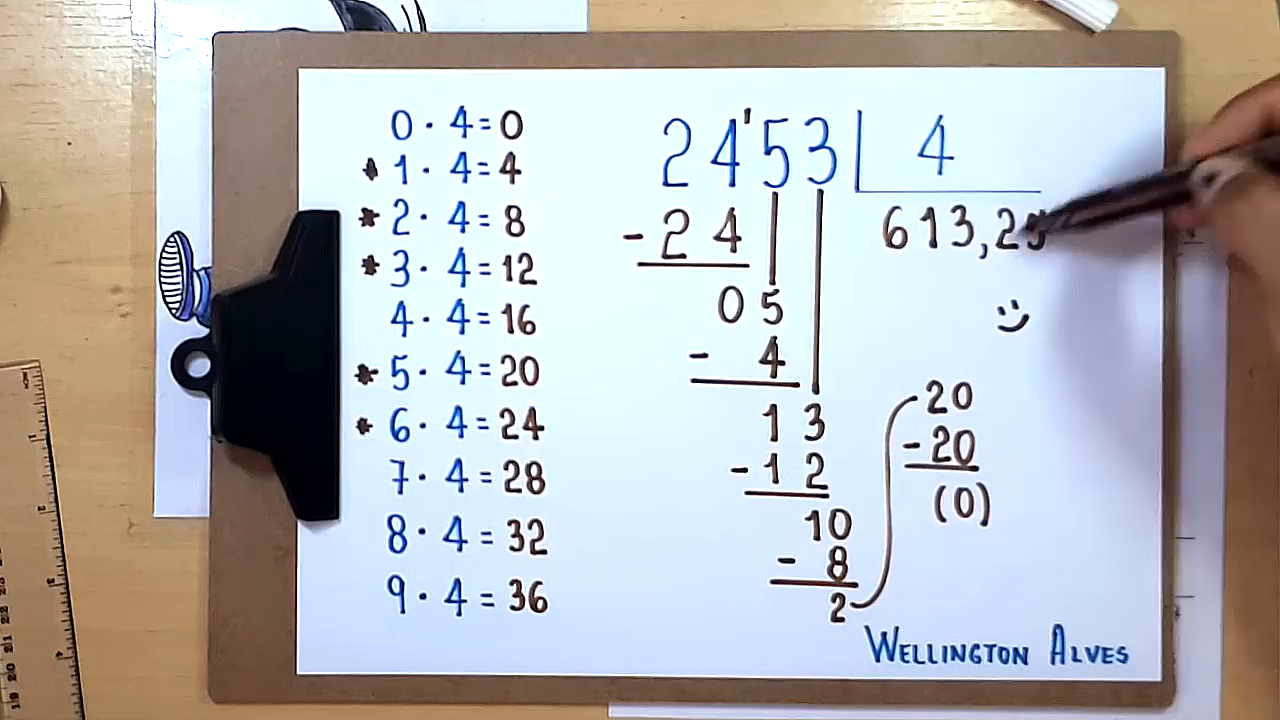 0 · 4 = 0
* 1 · 4 = 4
* 2 · 4 = 8
* 3 · 4 = 12
4 · 4 = 16
* 5 · 4 = 20
* 6 · 4 = 24
7 · 4 = 28
8 · 4 = 32
9 · 4 = 36
24'53 | 4
- 24
05
- 4
13
- 12
10
- 8
2
613,25
20
- 20
(0)
WELLINGTON ALVES